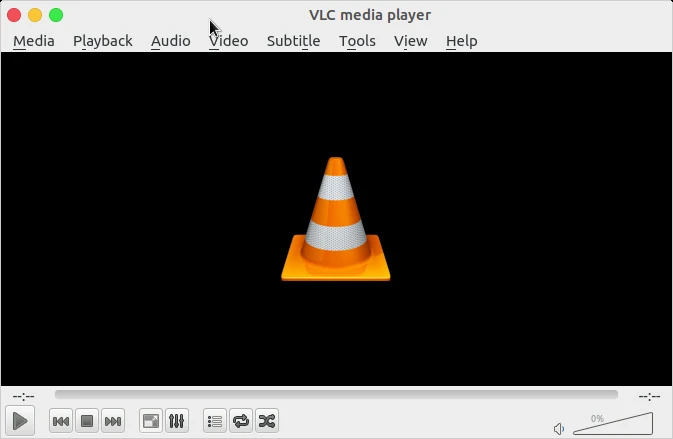 VLC media player
Media Playback Audio Video Subtitle Tools View Help
--:-- --:--
0%